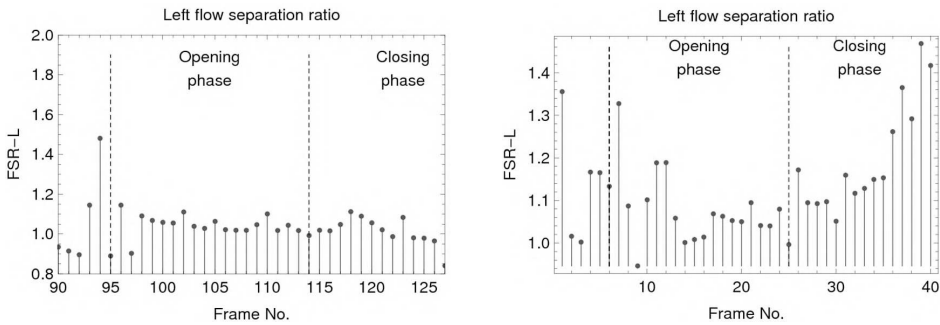 Left flow separation ratio
2.0
1.8
1.6
1.4
1.2
1.0
0.8
FSR-L
Opening
phase
Closing
phase
90 95 100 105 110 115 120 125
Frame No.
Left flow separation ratio
1.4
1.3
1.2
1.1
1.0
FSR-L
Opening
phase
Closing
phase
10 20 30 40
Frame No.